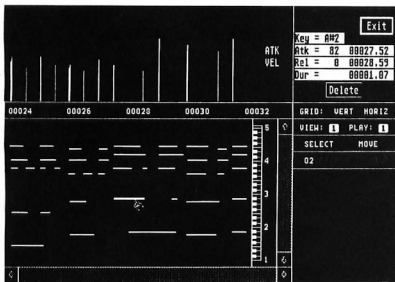 Exit
Key = A#2
Atk = 82 00027.52
Rel = 0 00028.59
Dur = 00001.07
Delete
ATK
VEL
00024 00026 00028 00030 00032
GRID: VERT HORIZ
VIEW: 1 PLAY: 1
SELECT MOVE
02
5
4
3
2
1